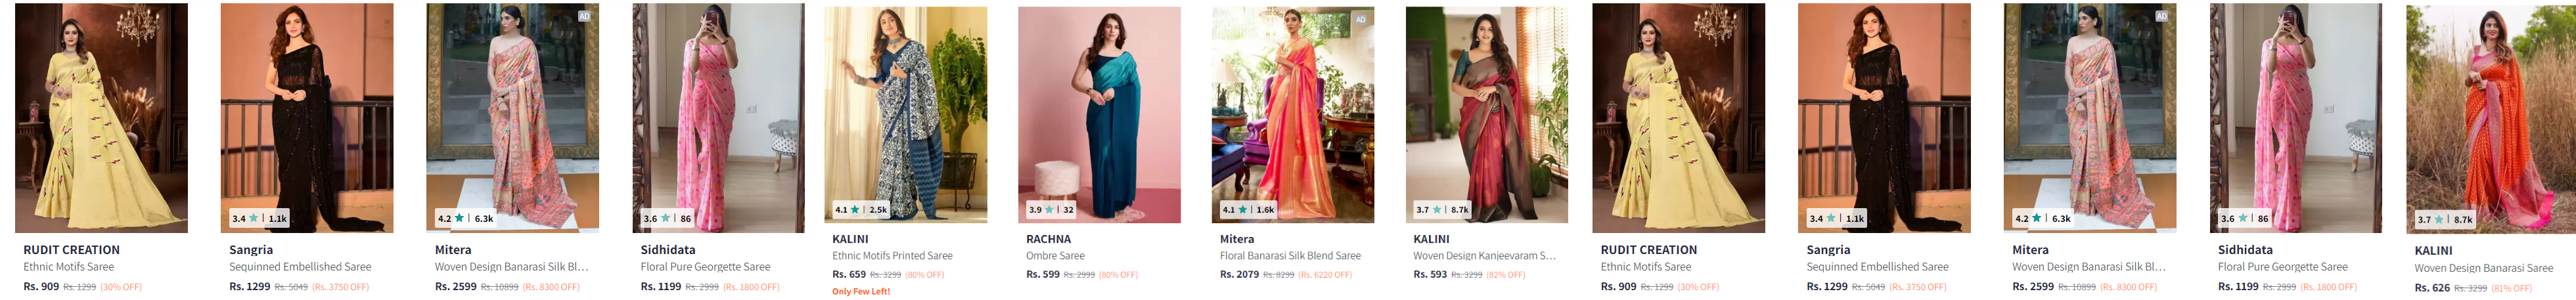 3.4 ★ | 1.1k
RUDIT CREATION
Ethnic Motifs Saree
Rs. 909 Rs. 1299 (30% OFF)
Sangria
Sequinned Embellished Saree
Rs. 1299 Rs. 5049 (Rs. 3750 OFF)
AD
4.2 ★ | 6.3k
Mitera
Woven Design Banarasi Silk Bl...
Rs. 2599 Rs. 10899 (Rs. 8300 OFF)
3.6 ★ | 86
Sidhidata
Floral Pure Georgette Saree
Rs. 1199 Rs. 2999 (Rs. 1800 OFF)
4.1 ★ | 2.5k
KALINI
Ethnic Motifs Printed Saree
Rs. 659 Rs. 3299 (80% OFF)
Only Few Left!
3.9 ★ | 32
RACHNA
Ombre Saree
Rs. 599 Rs. 2999 (80% OFF)
AD
4.1 ★ | 1.6k
Mitera
Floral Banarasi Silk Blend Saree
Rs. 2079 Rs. 8299 (Rs. 6220 OFF)
3.7 ★ | 8.7k
KALINI
Woven Design Kanjeevaram S...
Rs. 593 Rs. 3299 (82% OFF)
RUDIT CREATION
Ethnic Motifs Saree
Rs. 909 Rs. 1299 (30% OFF)
3.4 ★ | 1.1k
Sangria
Sequinned Embellished Saree
Rs. 1299 Rs. 5049 (Rs. 3750 OFF)
AD
4.2 ★ | 6.3k
Mitera
Woven Design Banarasi Silk Bl...
Rs. 2599 Rs. 10899 (Rs. 8300 OFF)
3.6 ★ | 86
Sidhidata
Floral Pure Georgette Saree
Rs. 1199 Rs. 2999 (Rs. 1800 OFF)
3.7 ★ | 8.7k
KALINI
Woven Design Banarasi Saree
Rs. 626 Rs. 3299 (81% OFF)